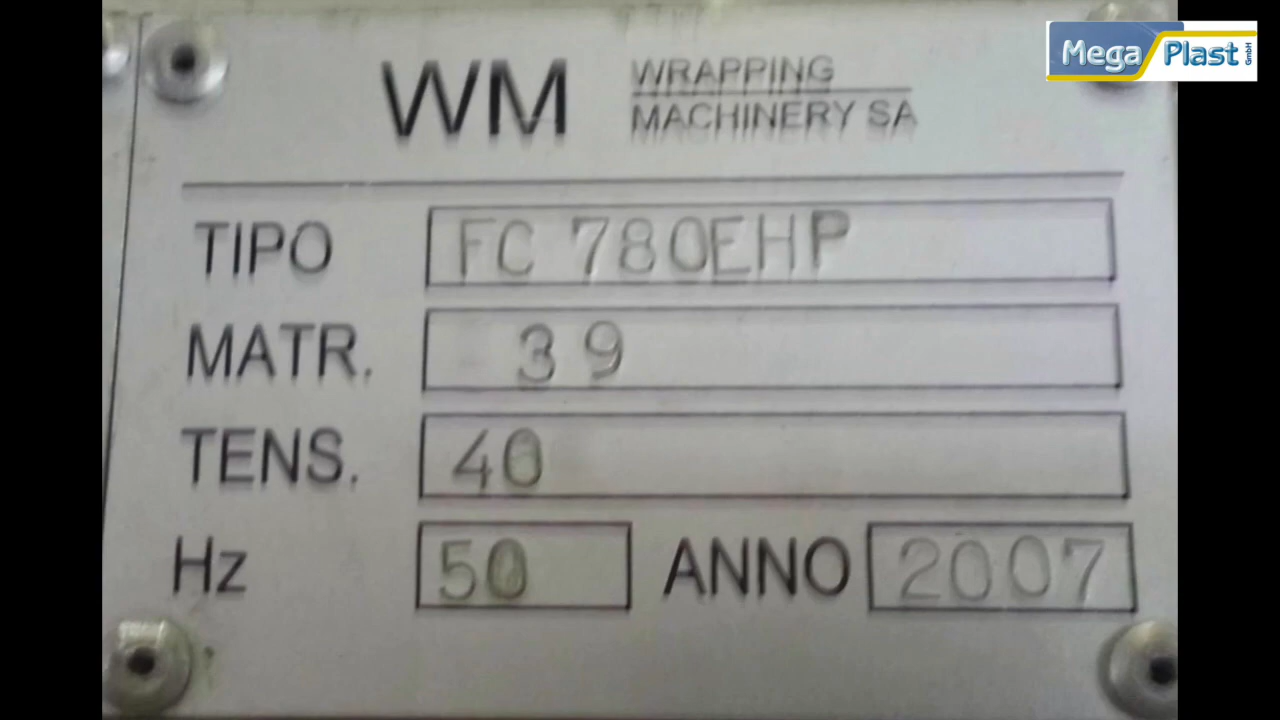 Mega Plast GmbH
WM WRAPPING
MACHINERY SA
TIPO FC 780EHP
MATR. 39
TENS. 40
Hz 50 ANNO 2007